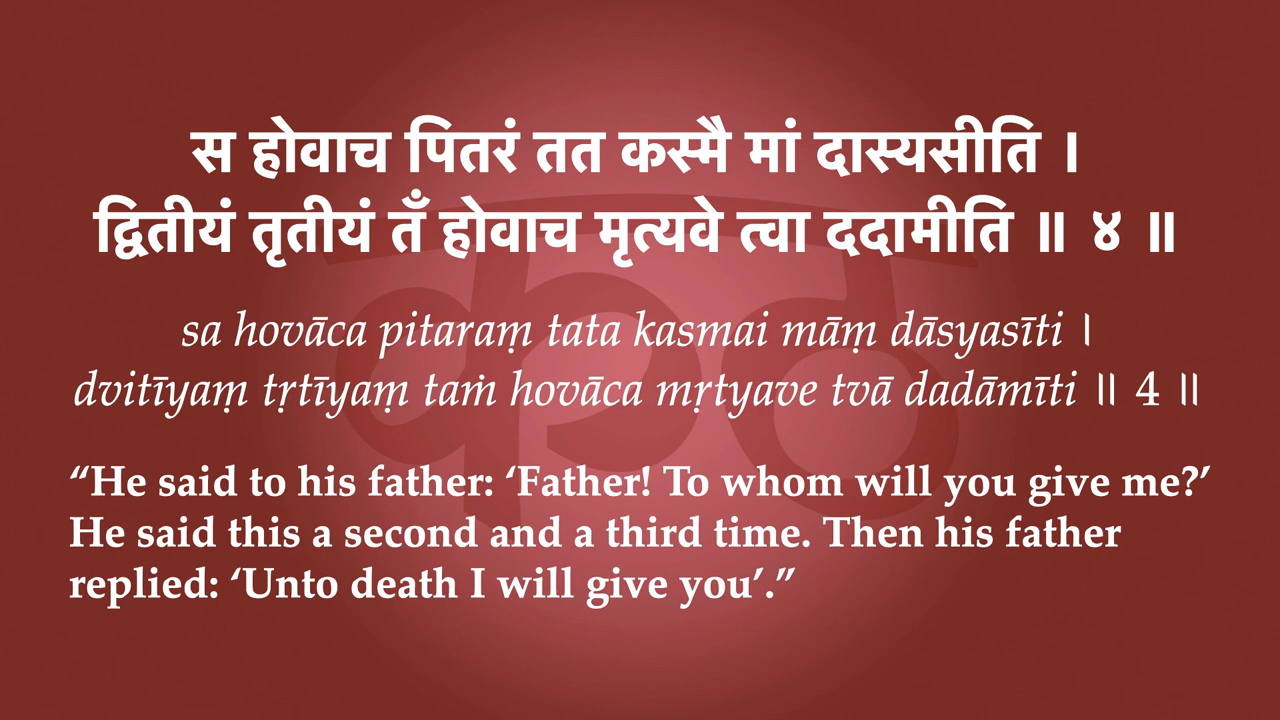 स होवाच पितरं तत कस्मै मां दास्यसीति ।
द्वितीयं तृतीयं तँ होवाच मृत्यवे त्वा ददामीति ॥ ४ ॥
sa hovāca pitaraṃ tata kasmai māṃ dāsyasīti ।
dvitīyaṃ tṛtīyaṃ taṁ hovāca mṛtyave tvā dadāmīti ॥ 4 ॥
“He said to his father: ‘Father! To whom will you give me?’
He said this a second and a third time. Then his father
replied: ‘Unto death I will give you’.”
कठ